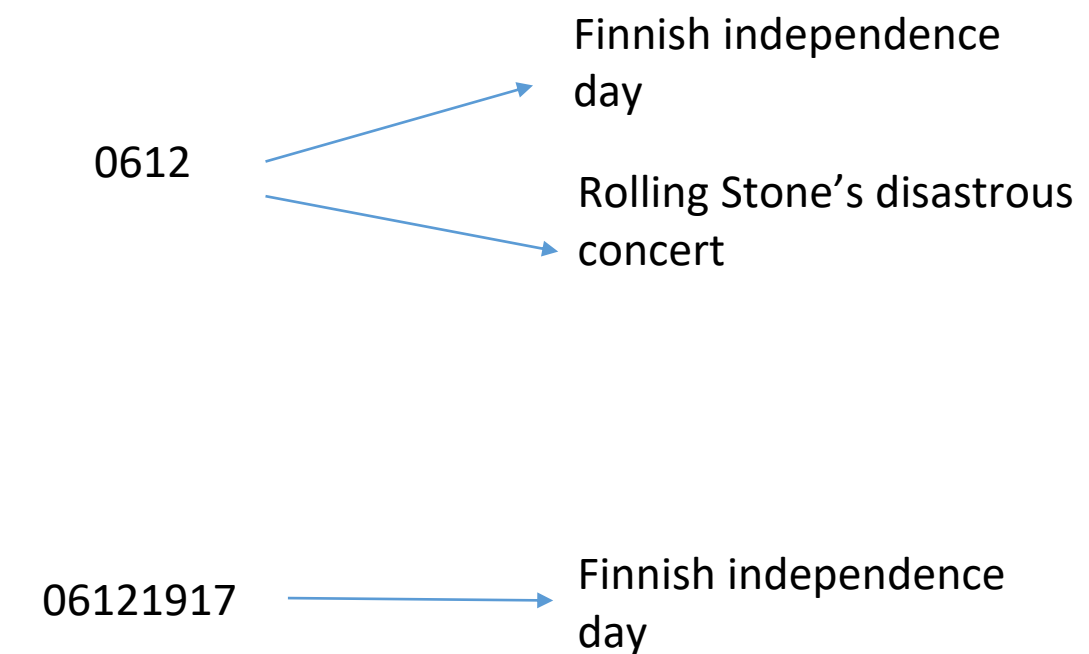 Finnish independence
day
0612
Rolling Stone’s disastrous
concert
06121917
Finnish independence
day